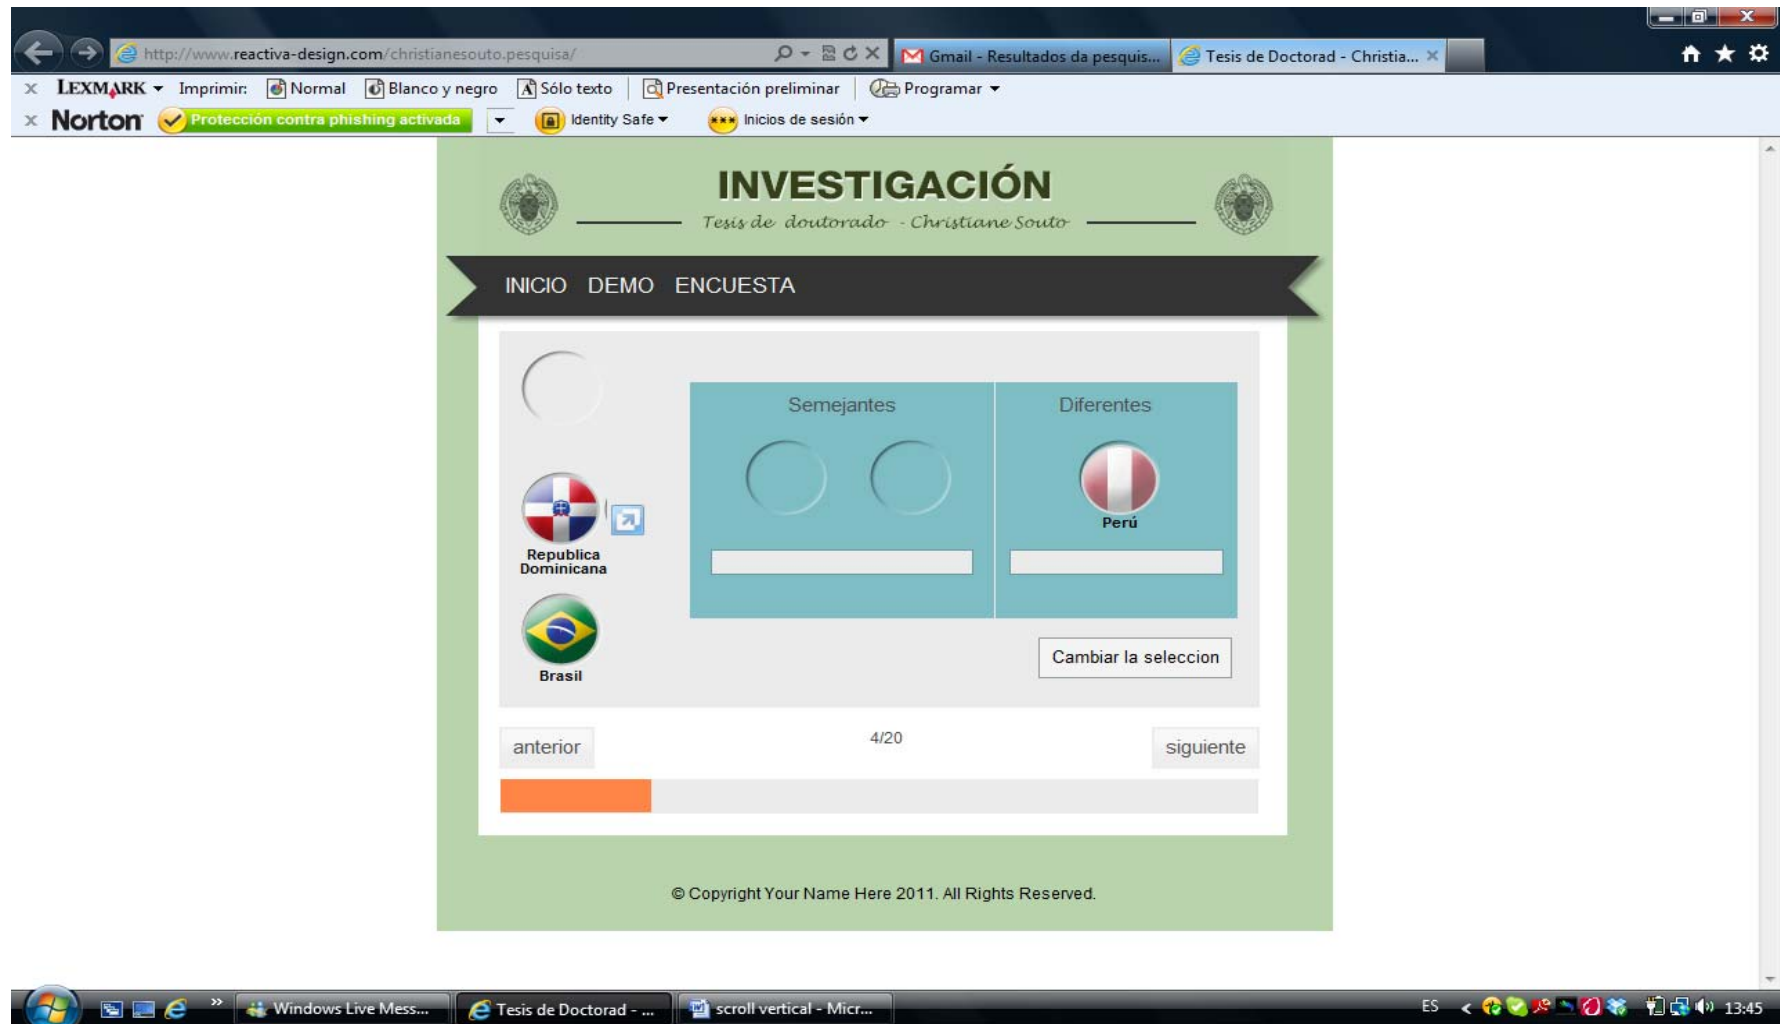 http://www.reactiva-design.com/christianesouto.pesquisa/
Gmail - Resultados da pesquis...
Tesis de Doctorad - Christia...
LEXMARK Imprimir: Normal Blanco y negro Sólo texto Presentación preliminar Programar
Norton Protección contra phishing activada Identity Safe Inicios de sesión
INVESTIGACIÓN
Tesis de doutorado - Christiane Souto
INICIO DEMO ENCUESTA
Semejantes Diferentes
Perú
Republica
Dominicana
Brasil
Cambiar la seleccion
anterior 4/20 siguiente
© Copyright Your Name Here 2011. All Rights Reserved.
Windows Live Mess... Tesis de Doctorad - ... scroll vertical - Micr... ES 13:45